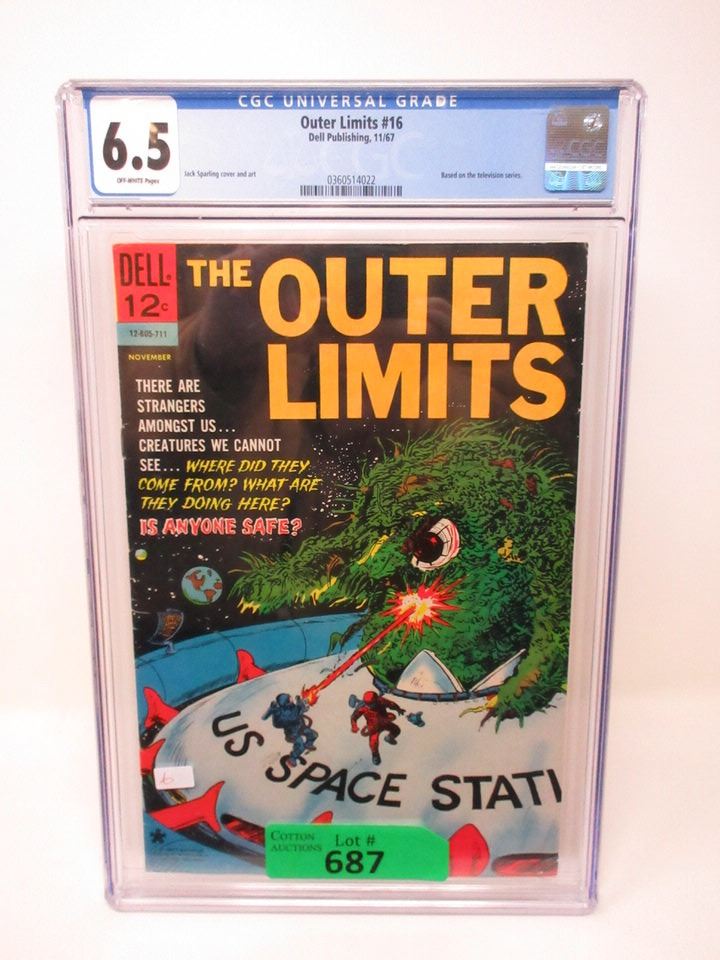 CGC UNIVERSAL GRADE
6.5
OFF-WHITE Pages
Outer Limits #16
Dell Publishing, 11/67
Jack Sparling cover and art
0360514022
Based on the television series.
CGC
DELL
12c
12-805-711
NOVEMBER
THE OUTER LIMITS
THERE ARE
STRANGERS
AMONGST US...
CREATURES WE CANNOT
SEE... WHERE DID THEY
COME FROM? WHAT ARE
THEY DOING HERE?
IS ANYONE SAFE?
US SPACE STATI
COTTON
AUCTIONS
Lot #
687